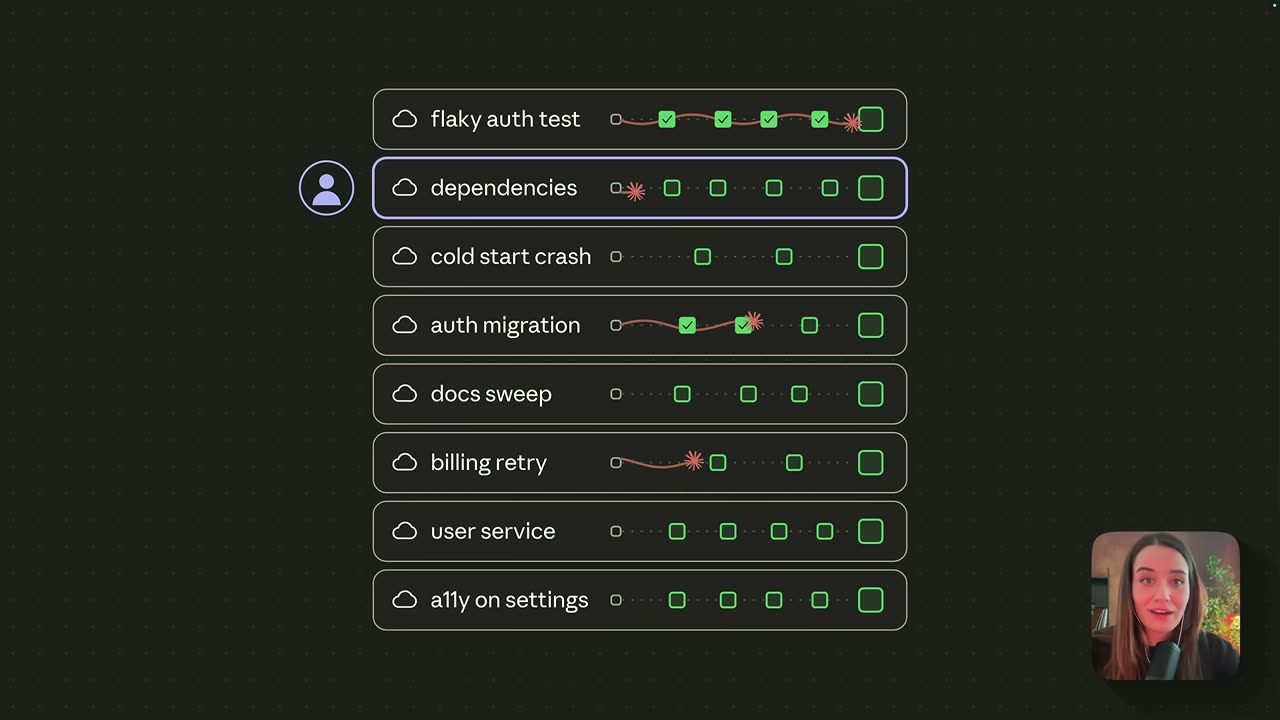 flaky auth test
dependencies
cold start crash
auth migration
docs sweep
billing retry
user service
a11y on settings